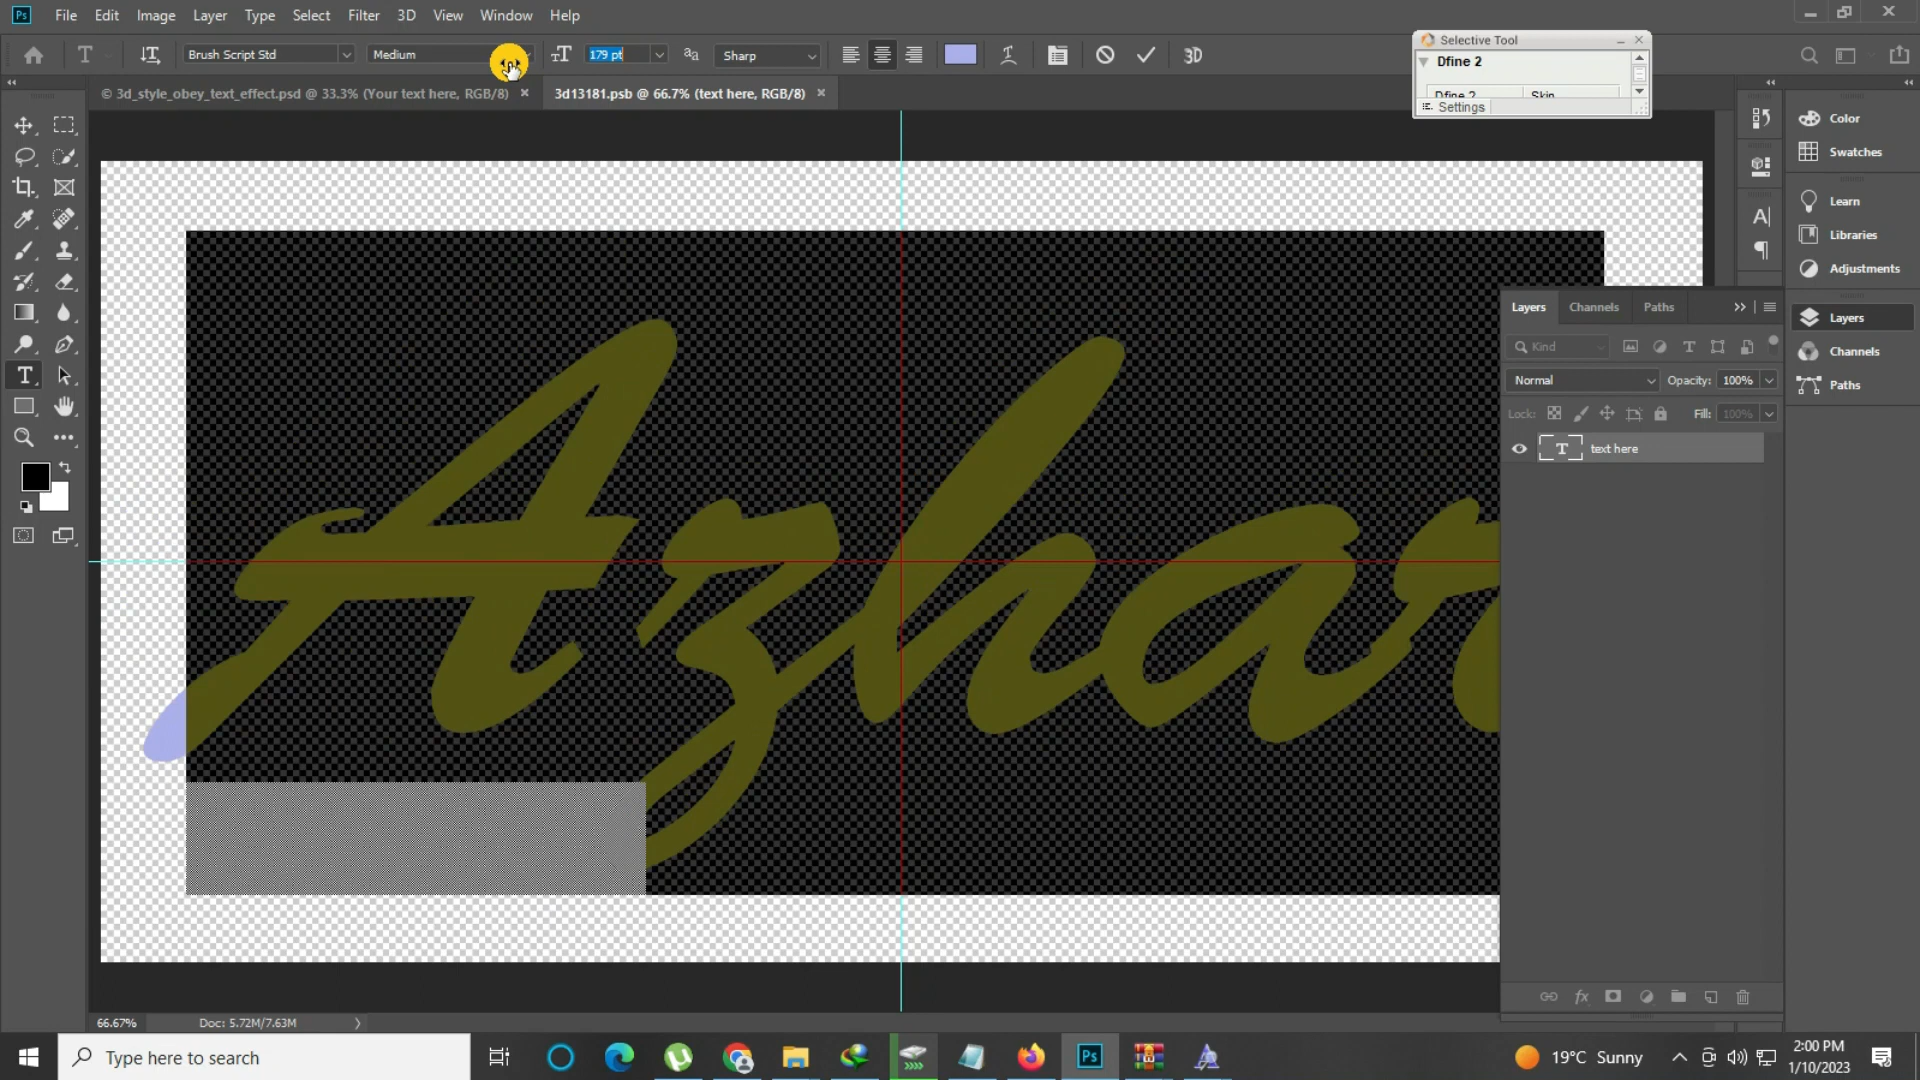 Ps File Edit Image Layer Type Select Filter 3D View Window Help
Brush Script Std Medium 179 pt aa Sharp 3D
Selective Tool
Dfine 2
Dfine 2 Skin
Settings
© 3d_style_obey_text_effect.psd @ 33.3% (Your text here, RGB/8) 3d13181.psb @ 66.7% (text here, RGB/8)
Color
Swatches
Learn
Libraries
Adjustments
Layers
Channels
Paths
Layers Channels Paths
Kind
Normal Opacity: 100%
Lock: Fill: 100%
text here
Azhar
66.67% Doc: 5.72M/7.63M
Type here to search
19°C Sunny
2:00 PM
1/10/2023